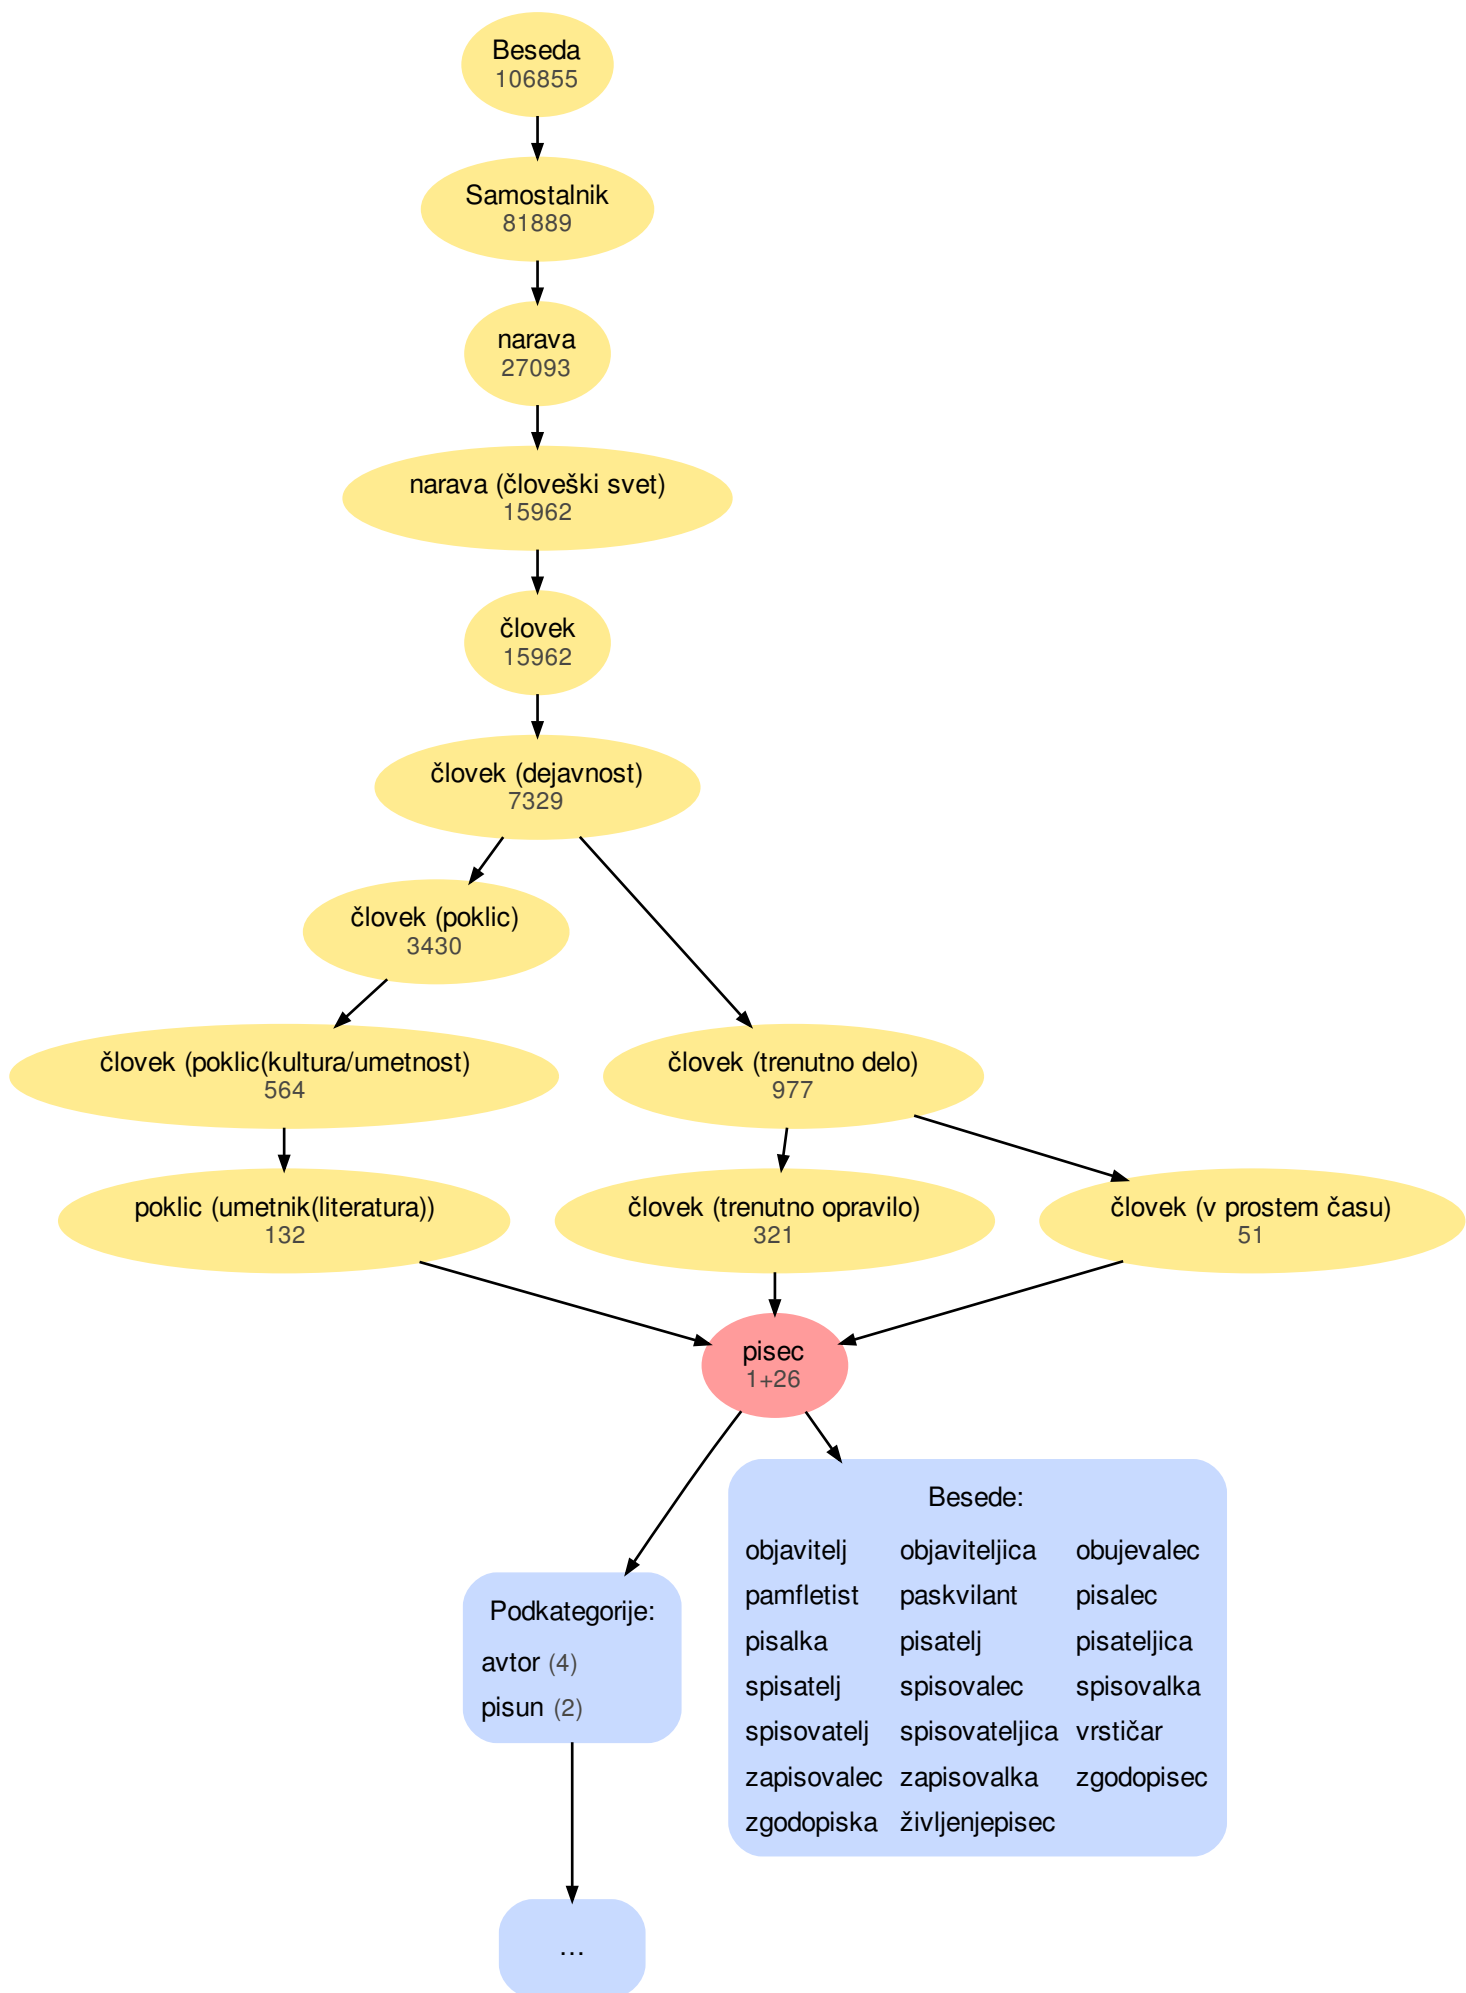 Beseda
106855
Samostalnik
81889
narava
27093
narava (človeški svet)
15962
človek
15962
človek (dejavnost)
7329
človek (poklic)
3430
človek (poklic(kultura/umetnost)
564
človek (trenutno delo)
977
poklic (umetnik(literatura))
132
človek (trenutno opravilo)
321
človek (v prostem času)
51
pisec
1+26
Besede:
objavitelj objaviteljica obujevalec
pamfletist paskvilant pisalec
pisalka pisatelj pisateljica
spisatelj spisovalec spisovalka
spisovatelj spisovateljica vrstičar
zapisovalec zapisovalka zgodopisec
zgodopiska življenjepisec
Podkategorije:
avtor (4)
pisun (2)
…